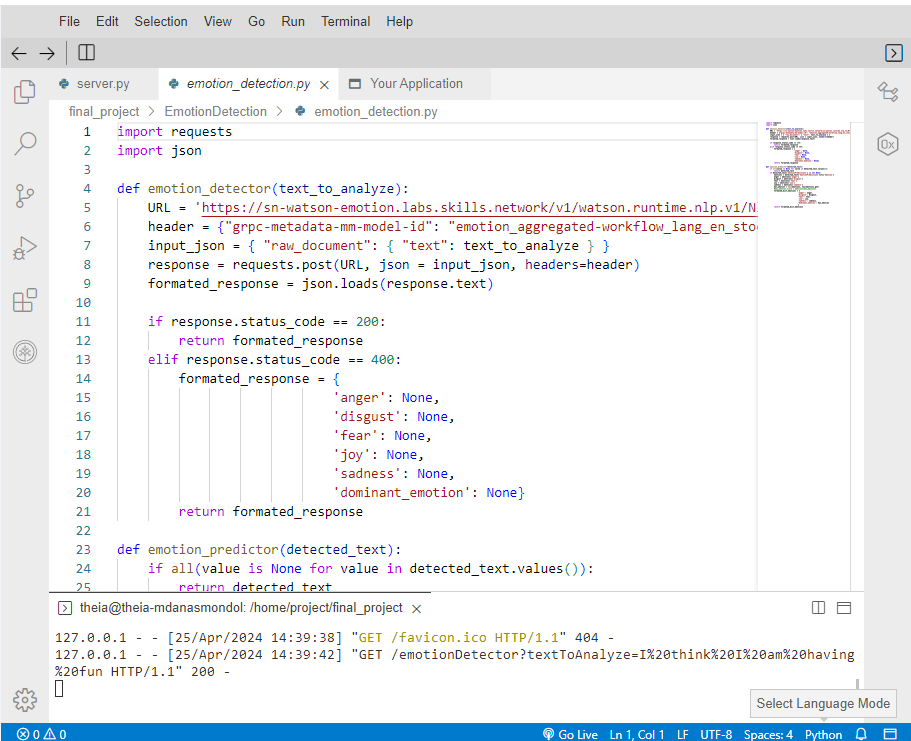 File Edit Selection View Go Run Terminal Help
server.py emotion_detection.py Your Application
final_project > EmotionDetection > emotion_detection.py
1 import requests
2 import json
3
4 def emotion_detector(text_to_analyze):
5 URL = 'https://sn-watson-emotion.labs.skills.network/v1/watson.runtime.nlp.v1/N
6 header = {"grpc-metadata-mm-model-id": "emotion_aggregated-workflow_lang_en_stoc
7 input_json = { "raw_document": { "text": text_to_analyze } }
8 response = requests.post(URL, json = input_json, headers=header)
9 formated_response = json.loads(response.text)
10
11 if response.status_code == 200:
12 return formated_response
13 elif response.status_code == 400:
14 formated_response = {
15 'anger': None,
16 'disgust': None,
17 'fear': None,
18 'joy': None,
19 'sadness': None,
20 'dominant_emotion': None}
21 return formated_response
22
23 def emotion_predictor(detected_text):
24 if all(value is None for value in detected_text.values()):
25 return detected_text
theia@theia-mdanasmondol: /home/project/final_project
127.0.0.1 - - [25/Apr/2024 14:39:38] "GET /favicon.ico HTTP/1.1" 404 -
127.0.0.1 - - [25/Apr/2024 14:39:42] "GET /emotionDetector?textToAnalyze=I%20think%20I%20am%20having
%20fun HTTP/1.1" 200 -
Select Language Mode
0 0 Go Live Ln 1, Col 1 LF UTF-8 Spaces: 4 Python